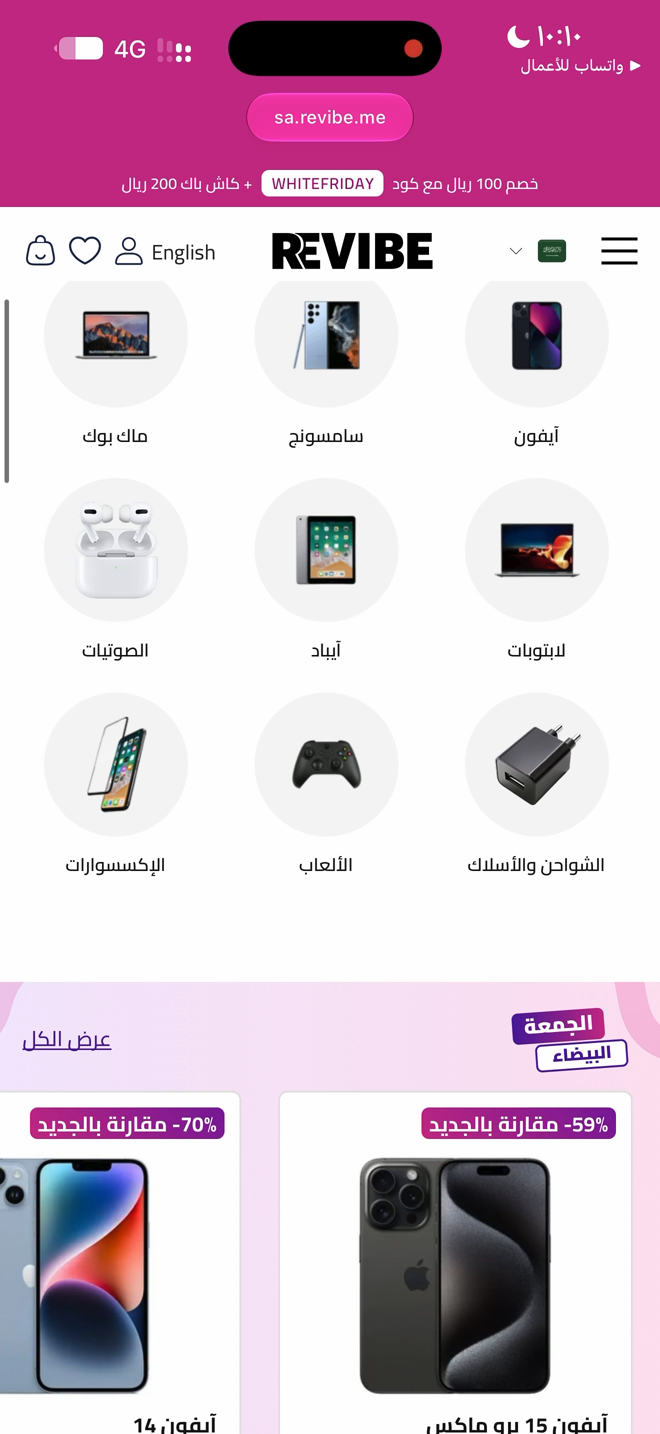 ١٠:١٠
4G
◀ واتساب للأعمال
sa.revibe.me
خصم 100 ريال مع كود WHITEFRIDAY + كاش باك 200 ريال
REVIBE
English
آيفون
سامسونج
ماك بوك
لابتوبات
آيباد
الصوتيات
الشواحن والأسلاك
الألعاب
الإكسسوارات
الجمعة
البيضاء
عرض الكل
-59% مقارنة بالجديد
-70% مقارنة بالجديد
آيفون 15 برو ماكس
آيفون 14